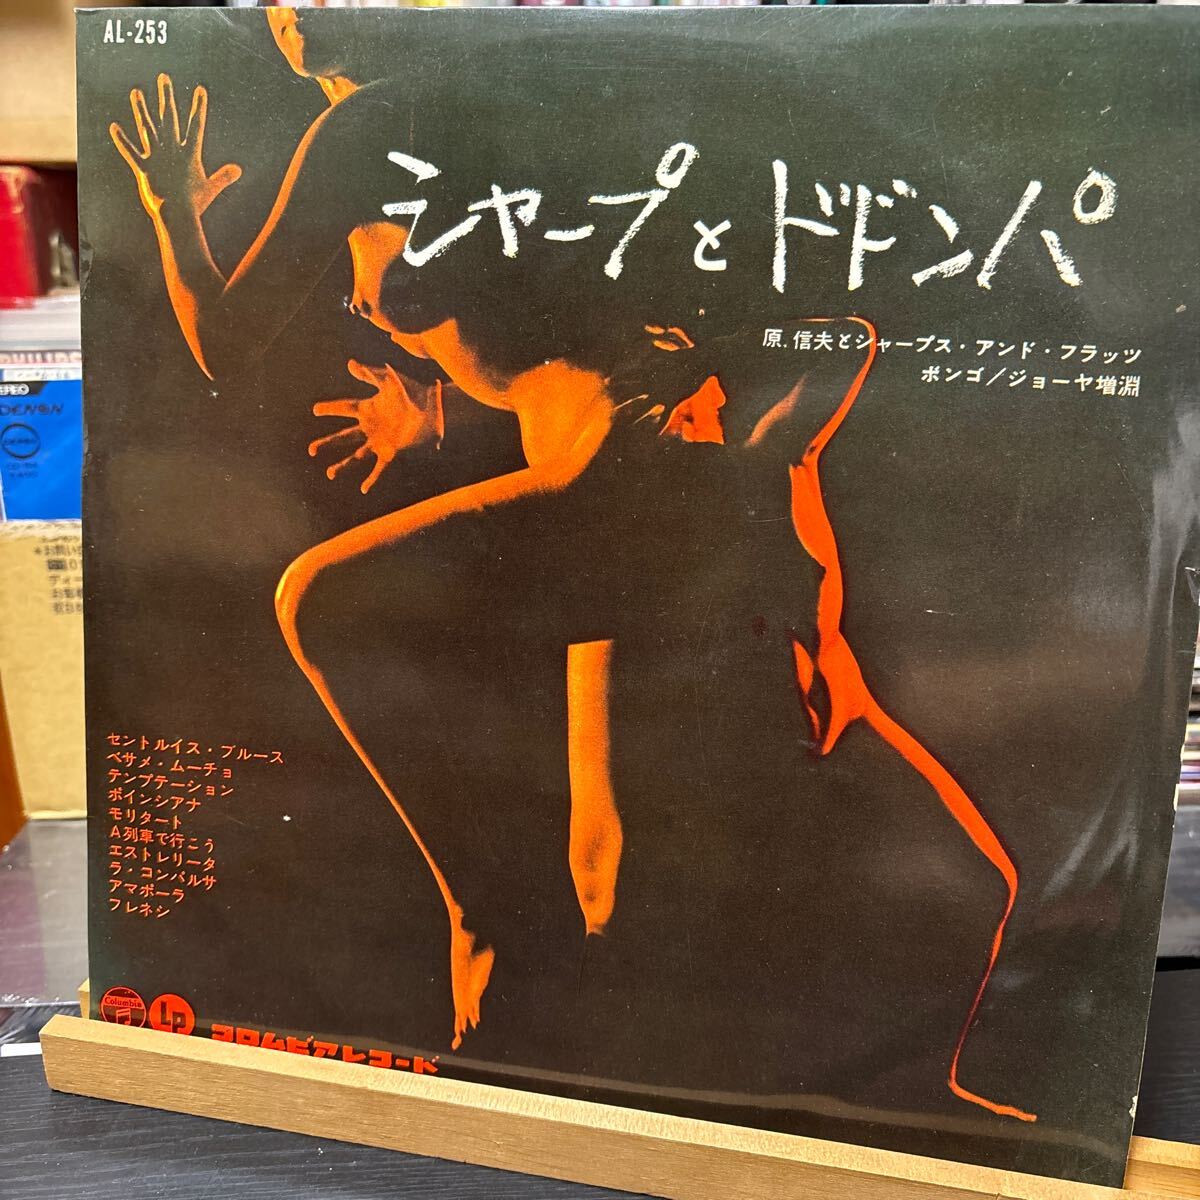 AL-253
シャープとドドンパ
原.信夫とシャープス・アンド・フラッツ
ボンゴ/ジョーヤ増淵
PHILIPS
DENON
セントルイス・ブルース
ベサメ・ムーチョ
テンプテーション
ポインシアナ
モリタート
A列車で行こう
エストレリータ
ラ・コンパルサ
アマポーラ
フレネシ
Columbia
LP
コロムビアレコード